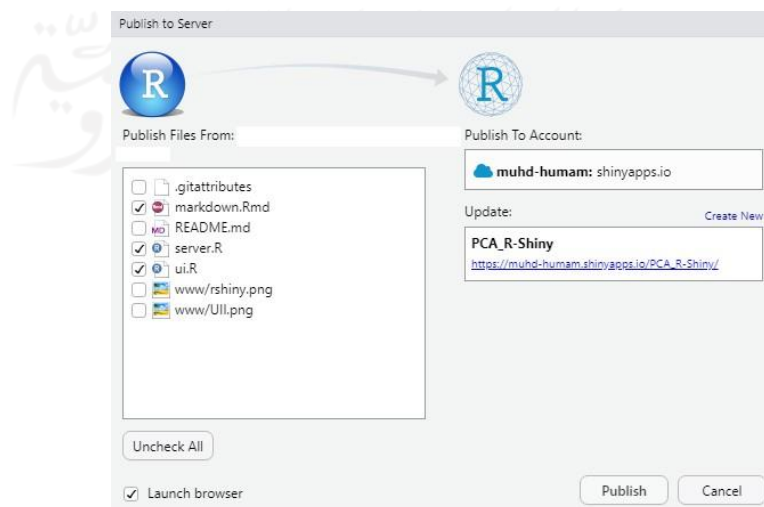 Publish to Server
R
R
Publish Files From:
Publish To Account:
muhd-humam: shinyapps.io
.gitattributes
markdown.Rmd
MD README.md
server.R
ui.R
www/rshiny.png
www/UII.png
Update:
Create New
PCA_R-Shiny
https://muhd-humam.shinyapps.io/PCA_R-Shiny/
Uncheck All
Launch browser
Publish
Cancel